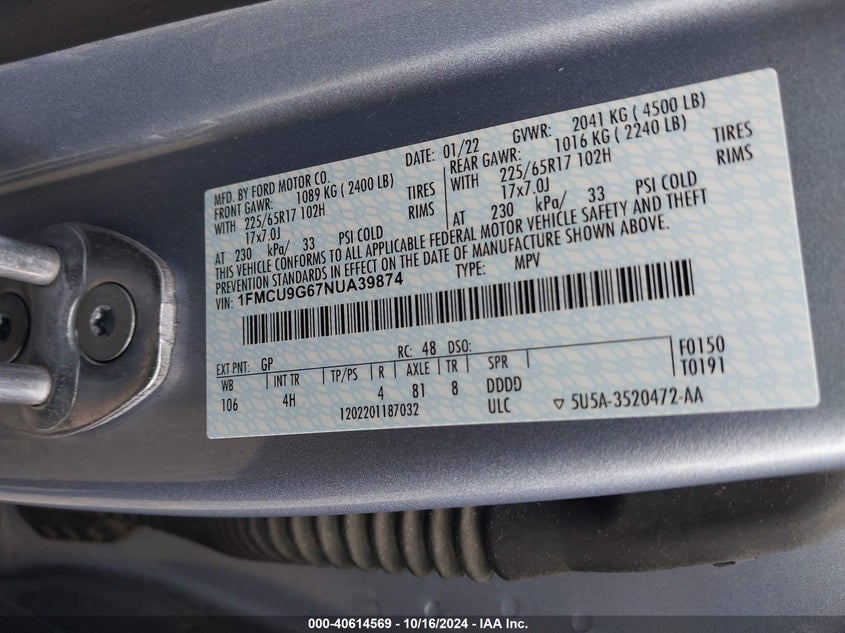 MFD. BY FORD MOTOR CO.
DATE: 01/22 GVWR: 2041 KG ( 4500 LB)
FRONT GAWR: 1089 KG ( 2400 LB) REAR GAWR: 1016 KG ( 2240 LB)
WITH 225/65R17 102H TIRES WITH 225/65R17 102H TIRES
17x7.0J RIMS 17x7.0J RIMS
AT 230 kPa/ 33 PSI COLD AT 230 kPa/ 33 PSI COLD
THIS VEHICLE CONFORMS TO ALL APPLICABLE FEDERAL MOTOR VEHICLE SAFETY AND THEFT
PREVENTION STANDARDS IN EFFECT ON THE DATE OF MANUFACTURE SHOWN ABOVE.
VIN: 1FMCU9G67NUA39874 TYPE: MPV
EXT PNT: GP RC: 48 DSO: F0150
WB INT TR TP/PS R AXLE TR SPR T0191
106 4H 4 81 8 DDDD
1202201187032 ULC ▽ 5U5A-3520472-AA
000-40614569 - 10/16/2024 - IAA Inc.